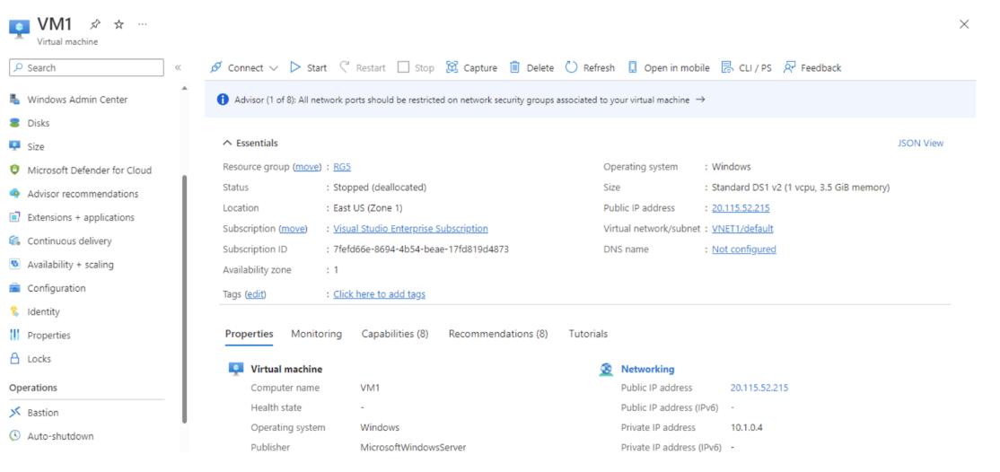 VM1
Virtual machine
Search
Windows Admin Center
Disks
Size
Microsoft Defender for Cloud
Advisor recommendations
Extensions + applications
Continuous delivery
Availability + scaling
Configuration
Identity
Properties
Locks
Operations
Bastion
Auto-shutdown
Connect Start Restart Stop Capture Delete Refresh Open in mobile CLI / PS Feedback
Advisor (1 of 8): All network ports should be restricted on network security groups associated to your virtual machine →
Essentials JSON View
Resource group (move) : RG5
Status : Stopped (deallocated)
Location : East US (Zone 1)
Subscription (move) : Visual Studio Enterprise Subscription
Subscription ID : 7fefd66e-8694-4b54-beae-17fd819d4873
Availability zone : 1
Tags (edit) : Click here to add tags
Operating system : Windows
Size : Standard DS1 v2 (1 vcpu, 3.5 GiB memory)
Public IP address : 20.115.52.215
Virtual network/subnet : VNET1/default
DNS name : Not configured
Properties Monitoring Capabilities (8) Recommendations (8) Tutorials
Virtual machine
Computer name VM1
Health state -
Operating system Windows
Publisher MicrosoftWindowsServer
Networking
Public IP address 20.115.52.215
Public IP address (IPv6) -
Private IP address 10.1.0.4
Private IP address (IPv6) -